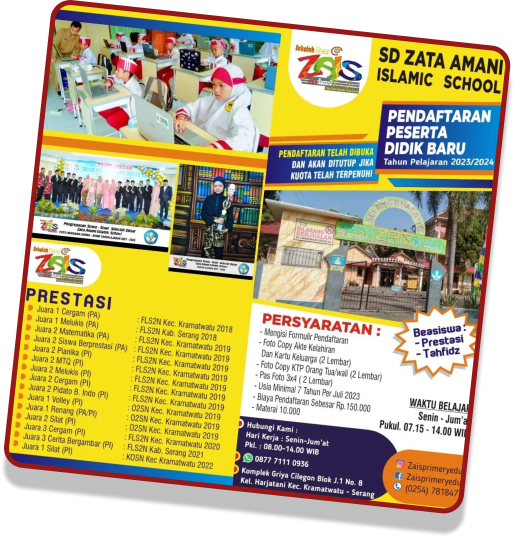 Sekolah Dasar
ZAIS
SD ZATA AMANI
ISLAMIC SCHOOL
PENDAFTARAN
PESERTA
DIDIK BARU
Tahun Pelajaran 2023/2024
PENDAFTARAN TELAH DIBUKA
DAN AKAN DITUTUP JIKA
KUOTA TELAH TERPENUHI
Sekolah Dasar
ZAIS
PRESTASI
Juara 1 Cergam (PA) : FLS2N Kec. Kramatwatu 2018
Juara 1 Melukis (PA) : FLS2N Kab. Serang 2018
Juara 2 Matematika (PA) : FLS2N Kec. Kramatwatu 2019
Juara 2 Siswa Berprestasi (PA) : FLS2N Kec. Kramatwatu 2019
Juara 2 Pianika (PI) : FLS2N Kec. Kramatwatu 2019
Juara 2 MTQ (PI) : FLS2N Kec. Kramatwatu 2019
Juara 2 Melukis (PI) : FLS2N Kec. Kramatwatu 2019
Juara 2 Cergam (PI) : FLS2N Kec. Kramatwatu 2019
Juara 2 Pidato B. Indo (PI) : FLS2N Kec. Kramatwatu 2019
Juara 1 Volley (PI) : O2SN Kec. Kramatwatu 2019
Juara 1 Renang (PA/PI) : O2SN Kec. Kramatwatu 2019
Juara 2 Silat (PI) : O2SN Kec. Kramatwatu 2019
Juara 3 Cergam (PI) : FLS2N Kec. Kramatwatu 2020
Juara 3 Cerita Bergambar (PI) : FLS2N Kab. Serang 2021
Juara 1 Silat (PI) : KOSN Kec Kramatwatu 2022
PERSYARATAN :
- Mengisi Formulir Pendaftaran
- Foto Copy Akte Kelahiran
Dan Kartu Keluarga (2 Lembar)
- Foto Copy KTP Orang Tua/wali (2 Lembar)
- Pas Foto 3x4 ( 2 Lembar)
- Usia Minimal 7 Tahun Per Juli 2023
- Biaya Pendaftaran Sebesar Rp.150.000
- Materai 10.000
Beasiswa :
- Prestasi
- Tahfidz
WAKTU BELAJAR
Senin - Jum'a
Pukul. 07.15 - 14.00 WI
Hubungi Kami :
Hari Kerja : Senin-Jum'at
Pkl. : 08.00-14.00 WIB
0877 7111 0936
Komplek Griya Cilegon Blok J.1 No. 8
Kel. Harjatani Kec. Kramatwatu - Serang
Zaisprimeryedu
Zaisprimeryedu
(0254) 781847